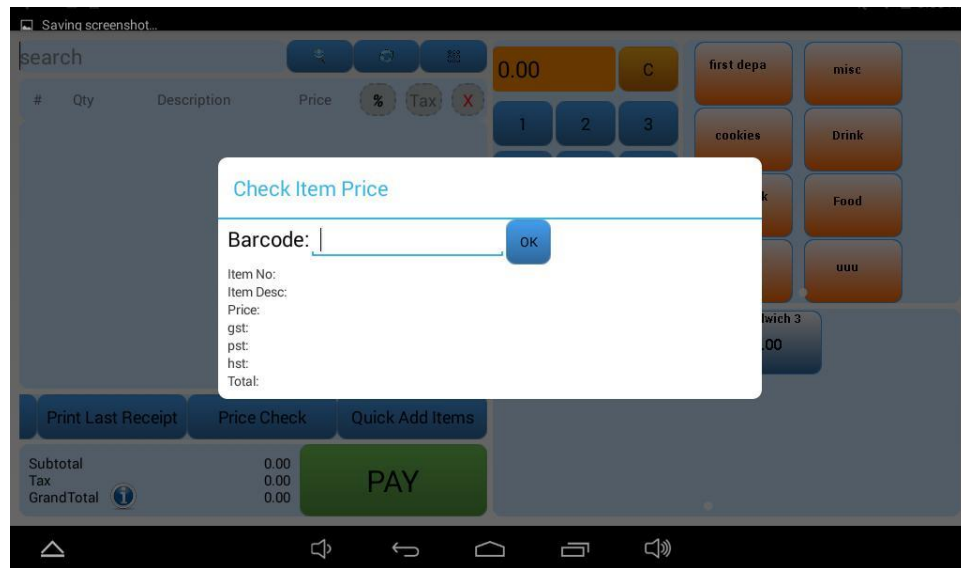 Saving screenshot...
search
0.00
C
first depa
misc
# Qty Description Price % Tax X
1 2 3
cookies
Drink
Check Item Price
k
Food
Barcode:
OK
uuu
Item No:
Item Desc:
Price:
gst:
pst:
hst:
Total:
lwich 3
.00
Print Last Receipt
Price Check
Quick Add Items
Subtotal 0.00
Tax 0.00
GrandTotal 0.00
PAY